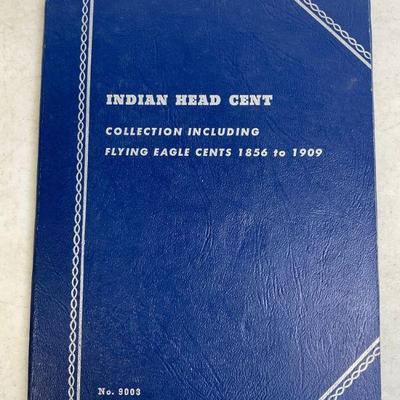 INDIAN HEAD CENT
COLLECTION INCLUDING
FLYING EAGLE CENTS 1856 to 1909
No. 9003